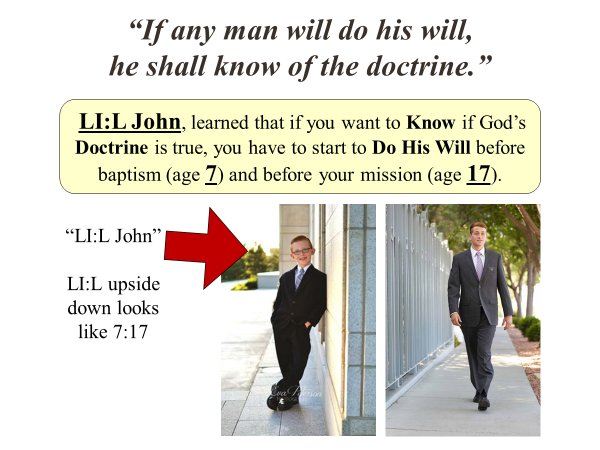 “If any man will do his will,
he shall know of the doctrine.”
LI:L John, learned that if you want to Know if God’s
Doctrine is true, you have to start to Do His Will before
baptism (age 7) and before your mission (age 17).
“LI:L John”
LI:L upside
down looks
like 7:17